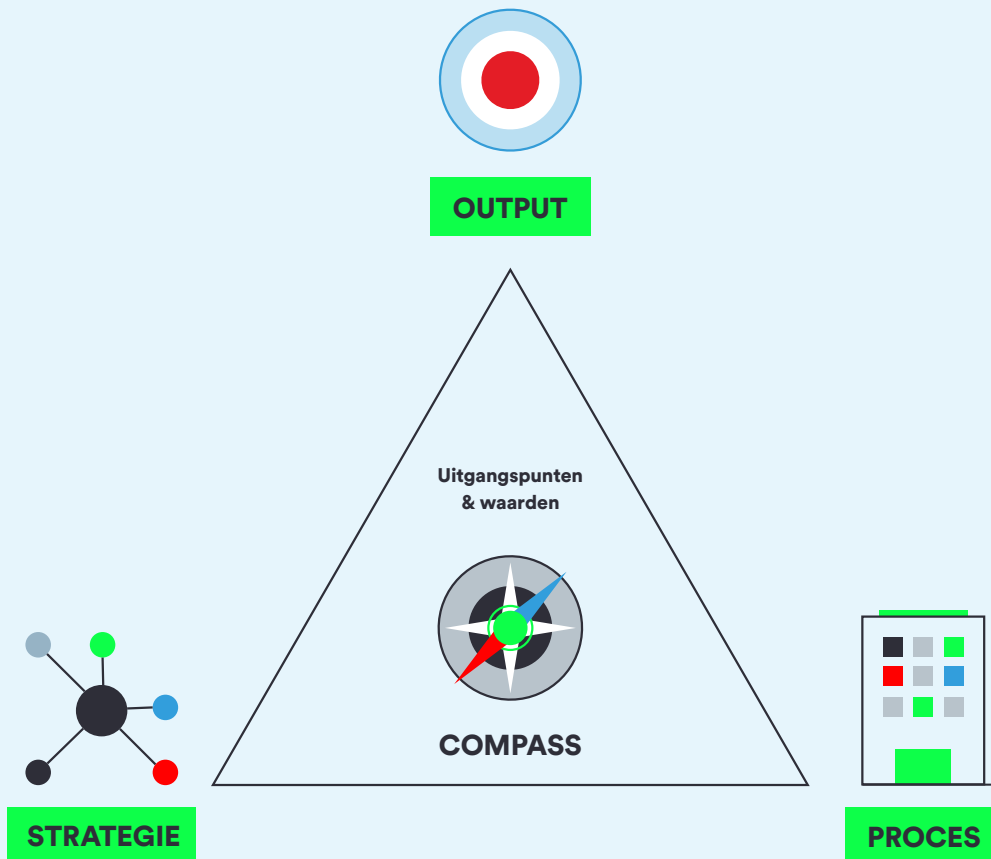 OUTPUT
Uitgangspunten
& waarden
COMPASS
STRATEGIE
PROCES